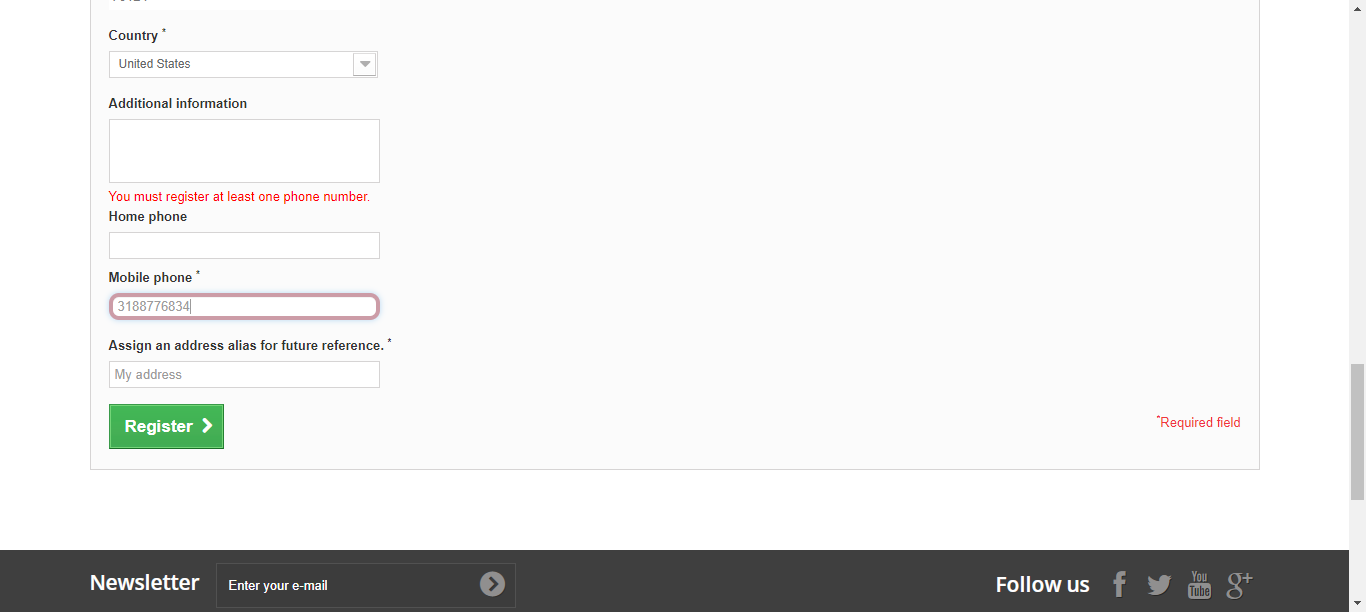 Country *
United States
Additional information
You must register at least one phone number.
Home phone
Mobile phone *
3188776834
Assign an address alias for future reference. *
My address
Register
*Required field
Newsletter
Enter your e-mail
Follow us
You
Tube
g+